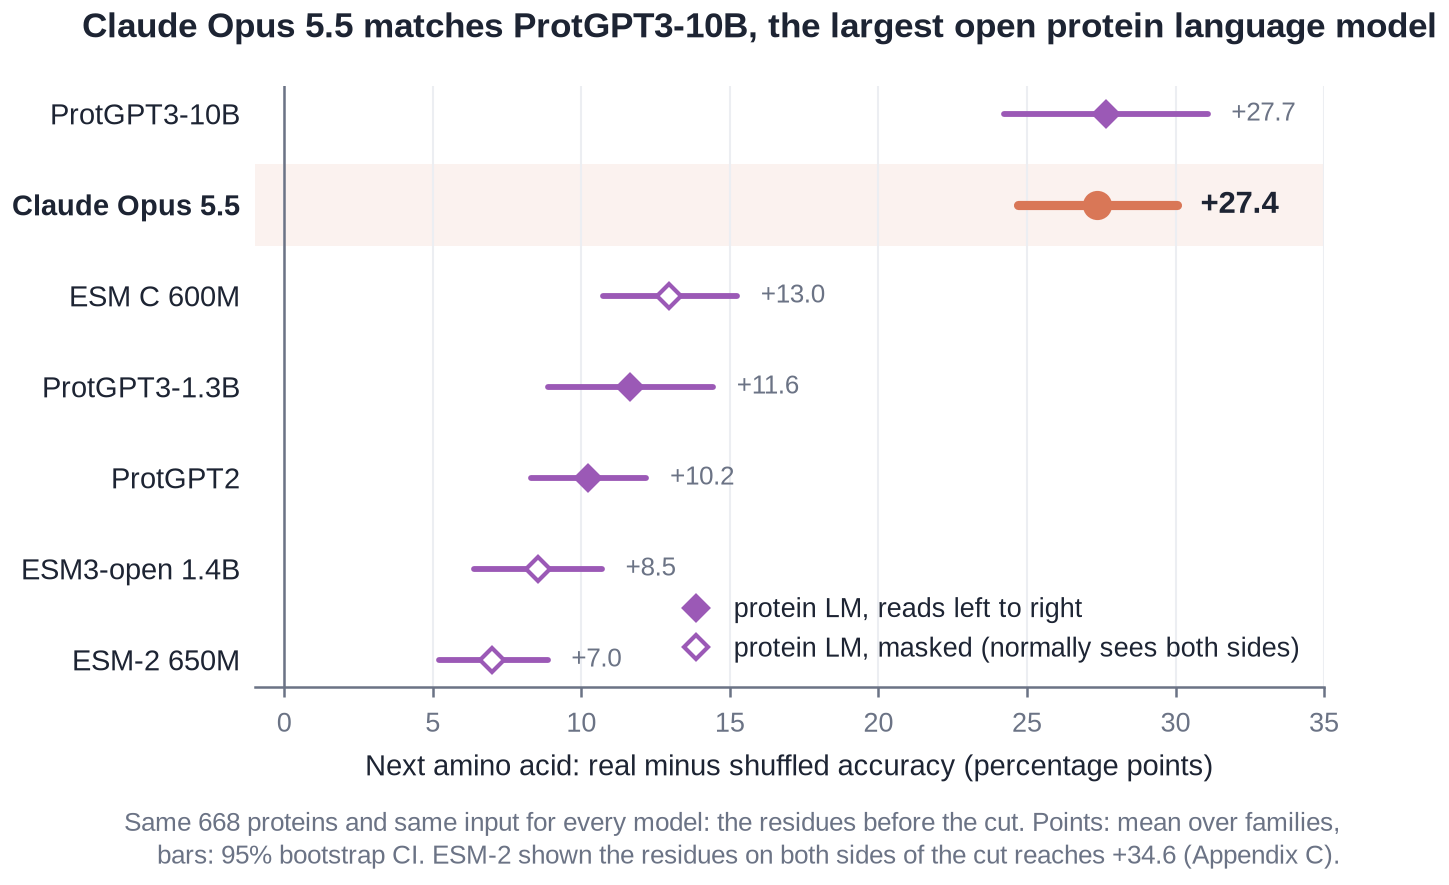 Claude Opus 5.5 matches ProtGPT3-10B, the largest open protein language model
ProtGPT3-10B
+27.7
Claude Opus 5.5
+27.4
ESM C 600M
+13.0
ProtGPT3-1.3B
+11.6
ProtGPT2
+10.2
ESM3-open 1.4B
+8.5
protein LM, reads left to right
protein LM, masked (normally sees both sides)
ESM-2 650M
+7.0
0 5 10 15 20 25 30 35
Next amino acid: real minus shuffled accuracy (percentage points)
Same 668 proteins and same input for every model: the residues before the cut. Points: mean over families,
bars: 95% bootstrap CI. ESM-2 shown the residues on both sides of the cut reaches +34.6 (Appendix C).